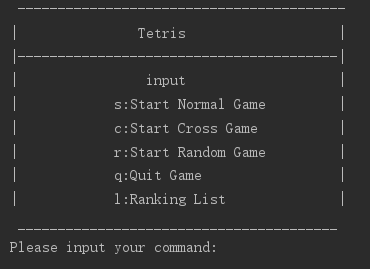 Tetris
input
s:Start Normal Game
c:Start Cross Game
r:Start Random Game
q:Quit Game
l:Ranking List
Please input your command: